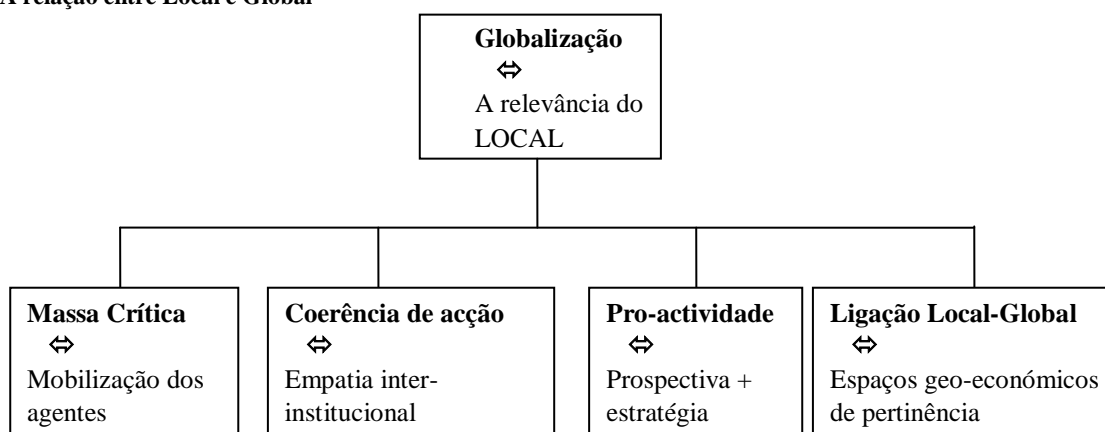 A relação entre Local e Global
Globalização
⇔
A relevância do
LOCAL
Massa Crítica
⇔
Mobilização dos
agentes
Coerência de acção
⇔
Empatia inter-
institucional
Pro-actividade
⇔
Prospectiva +
estratégia
Ligação Local-Global
⇔
Espaços geo-económicos
de pertinência